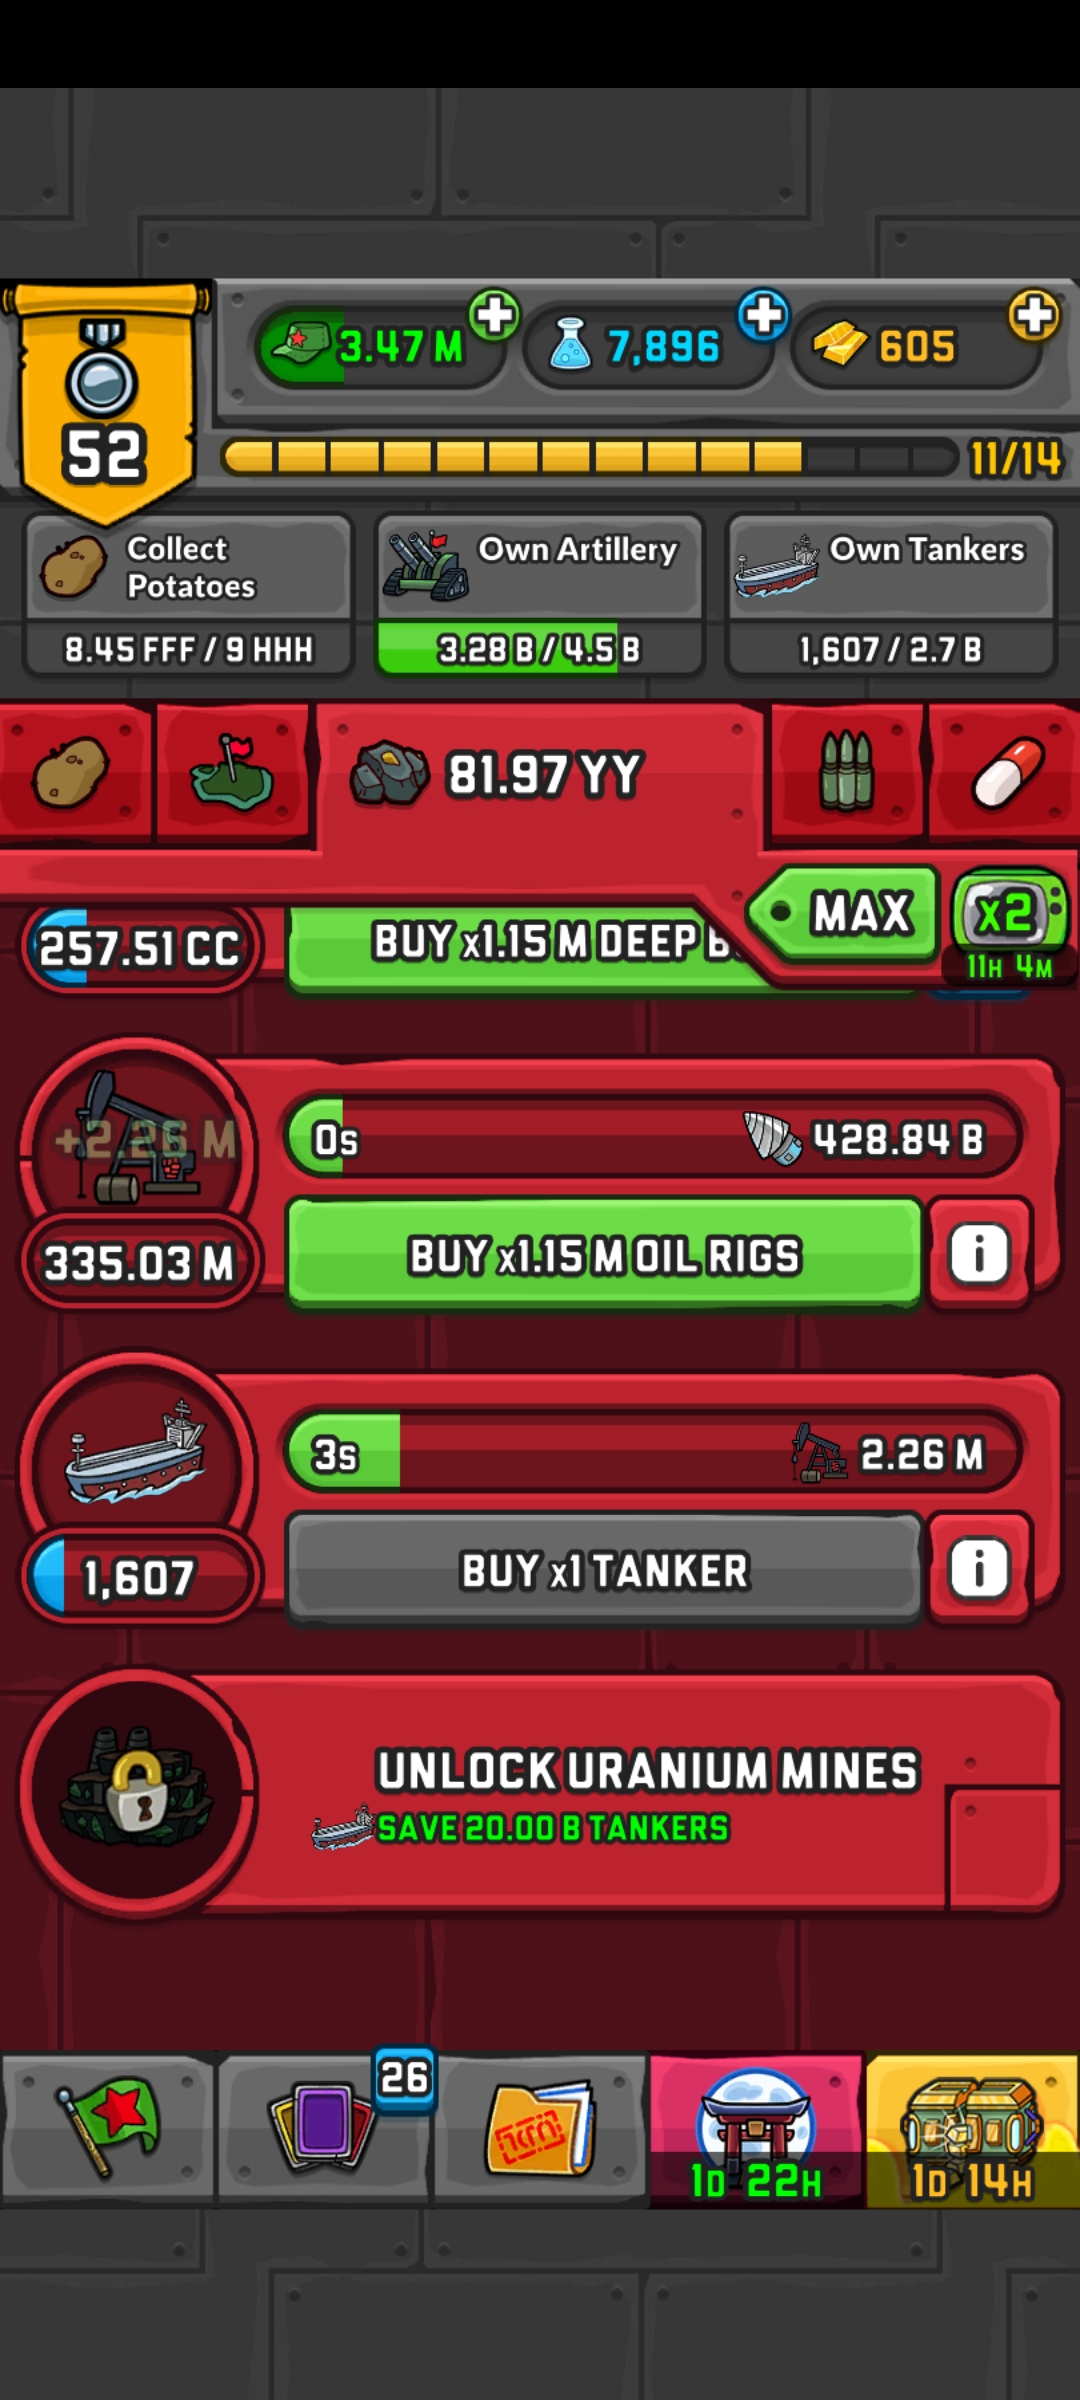 3.47 M
7,896
605
52
11/14
Collect
Potatoes
8.45 FFF / 9 HHH
Own Artillery
3.28 B / 4.5 B
Own Tankers
1,607 / 2.7 B
81.97 YY
MAX
x2
11H 4M
257.51 CC
BUY x1.15 M DEEP
+2.26 M
0s
428.84 B
335.03 M
BUY x1.15 M OIL RIGS
i
3s
2.26 M
1,607
BUY x1 TANKER
i
UNLOCK URANIUM MINES
SAVE 20.00 B TANKERS
26
1D 22H
1D 14H